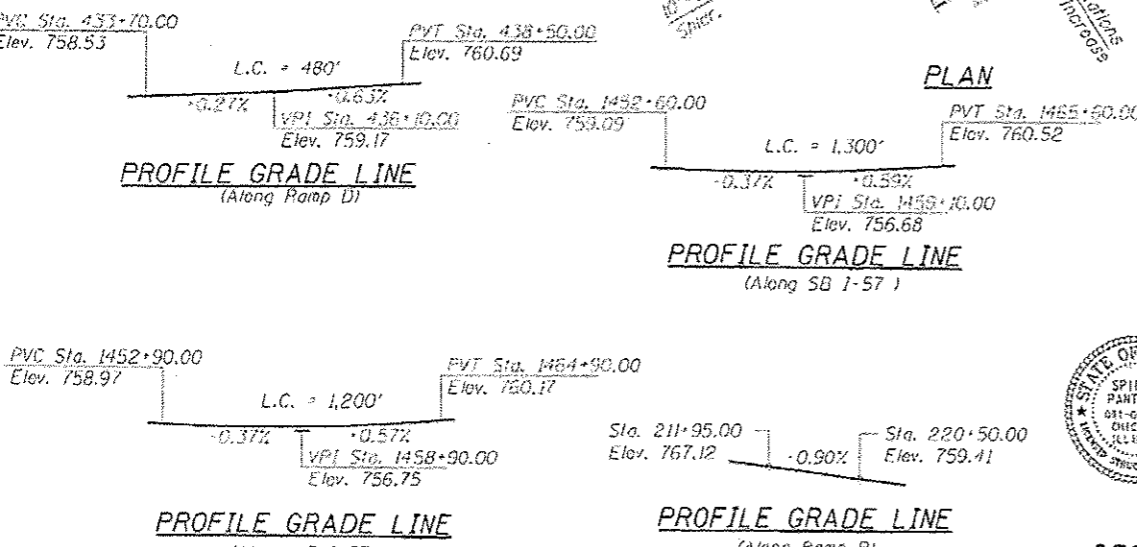 PVC Sta. 433+70.00
Elev. 758.53
L.C. = 480'
PVT Sta. 438+50.00
Elev. 760.69
+0.27%
+0.63%
VPI Sta. 436+10.00
Elev. 759.17
PROFILE GRADE LINE
(Along Ramp D)
Shldr.
increase
PLAN
PVC Sta. 1452+60.00
Elev. 759.09
L.C. = 1,300'
PVT Sta. 1465+60.00
Elev. 760.52
-0.37%
+0.59%
VPI Sta. 1459+10.00
Elev. 756.68
PROFILE GRADE LINE
(Along SB I-57 )
PVC Sta. 1452+90.00
Elev. 758.97
L.C. = 1,200'
PVT Sta. 1464+90.00
Elev. 760.17
-0.37%
+0.57%
VPI Sta. 1458+90.00
Elev. 756.75
PROFILE GRADE LINE
Sta. 211+95.00
Elev. 767.12
-0.90%
Sta. 220+50.00
Elev. 759.41
PROFILE GRADE LINE
STATE OF